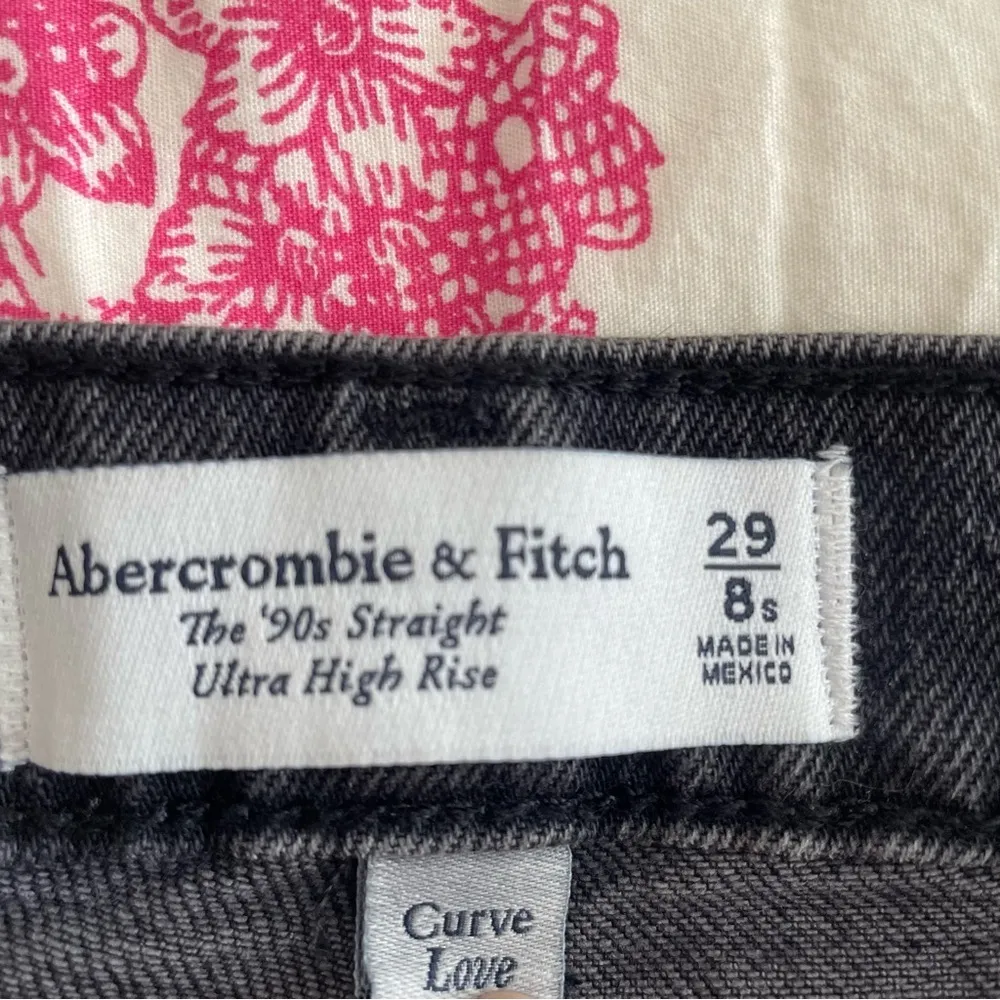 Abercrombie & Fitch
The '90s Straight
Ultra High Rise
29
8s
MADE IN
MEXICO
Curve
Love